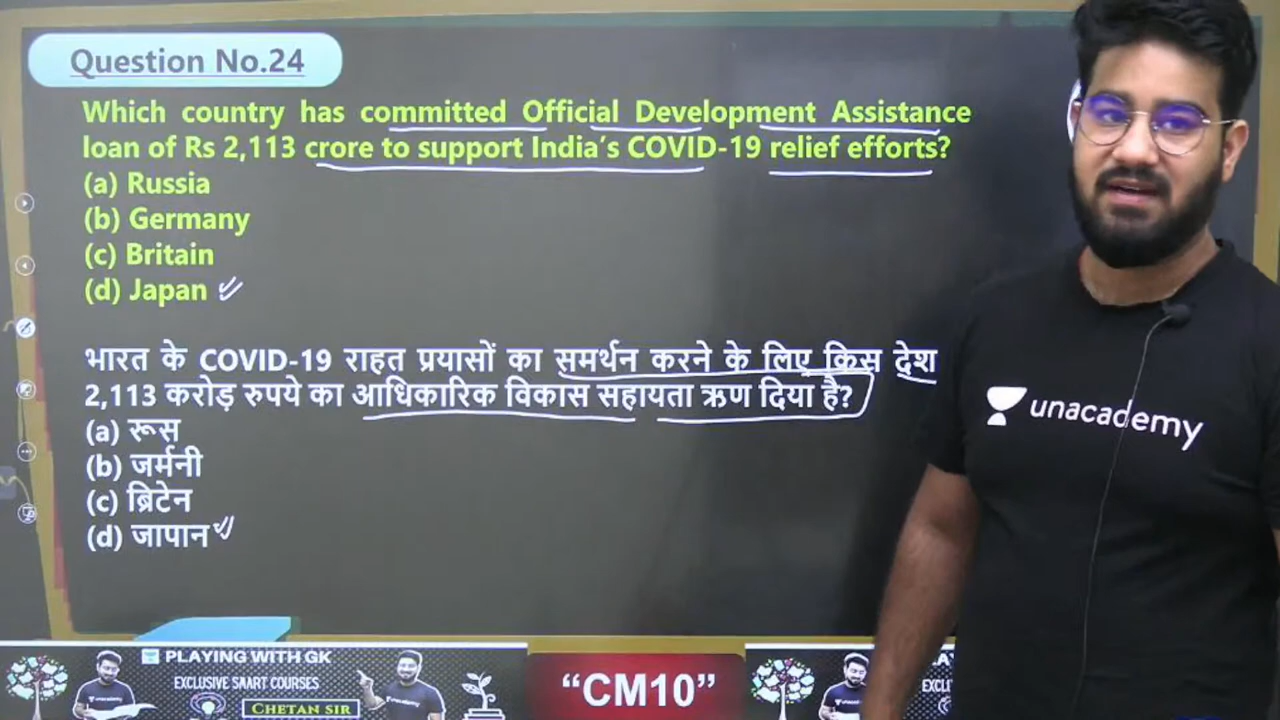 Question No.24
Which country has committed Official Development Assistance
loan of Rs 2,113 crore to support India’s COVID-19 relief efforts?
(a) Russia
(b) Germany
(c) Britain
(d) Japan
भारत के COVID-19 राहत प्रयासों का समर्थन करने के लिए किस देश
2,113 करोड़ रुपये का आधिकारिक विकास सहायता ऋण दिया है?
(a) रूस
(b) जर्मनी
(c) ब्रिटेन
(d) जापान
unacademy
PLAYING WITH GK
EXCLUSIVE SMART COURSES
CHETAN SIR
“CM10”